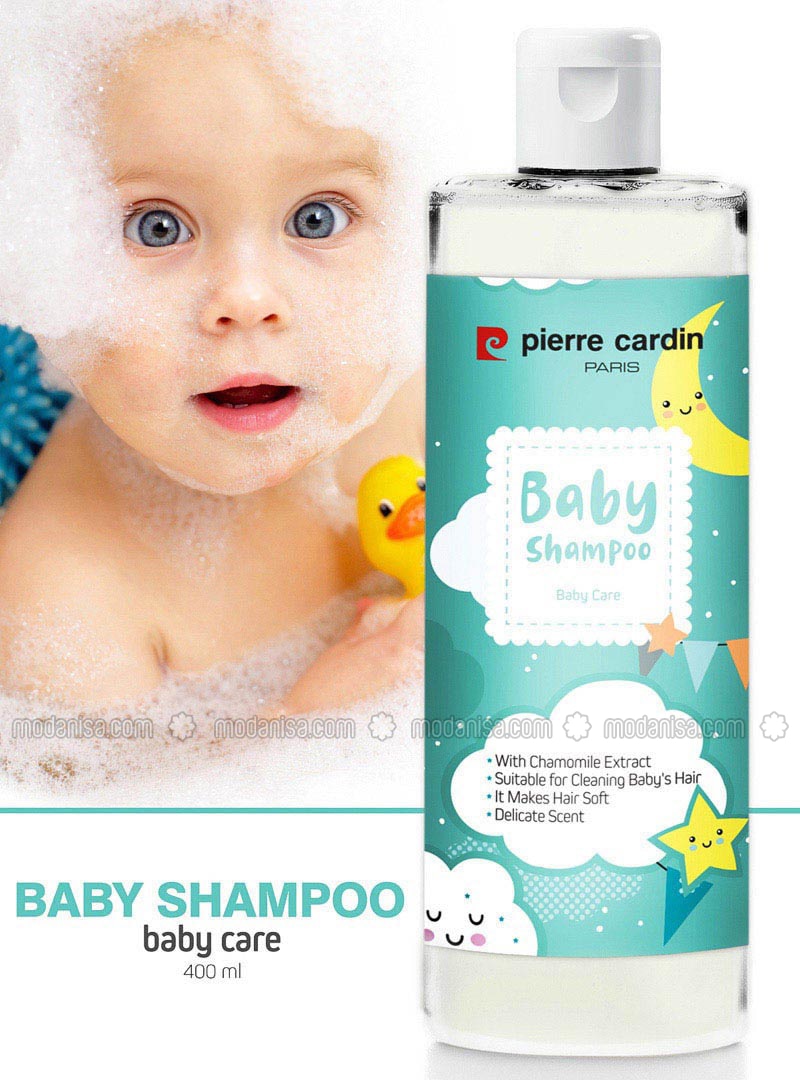 pierre cardin
PARIS
Baby
Shampoo
Baby Care
modanisa.com modanisa.com modanisa.com modanisa.com
• With Chamomile Extract
• Suitable for Cleaning Baby's Hair
• It Makes Hair Soft
• Delicate Scent
BABY SHAMPOO
baby care
400 ml